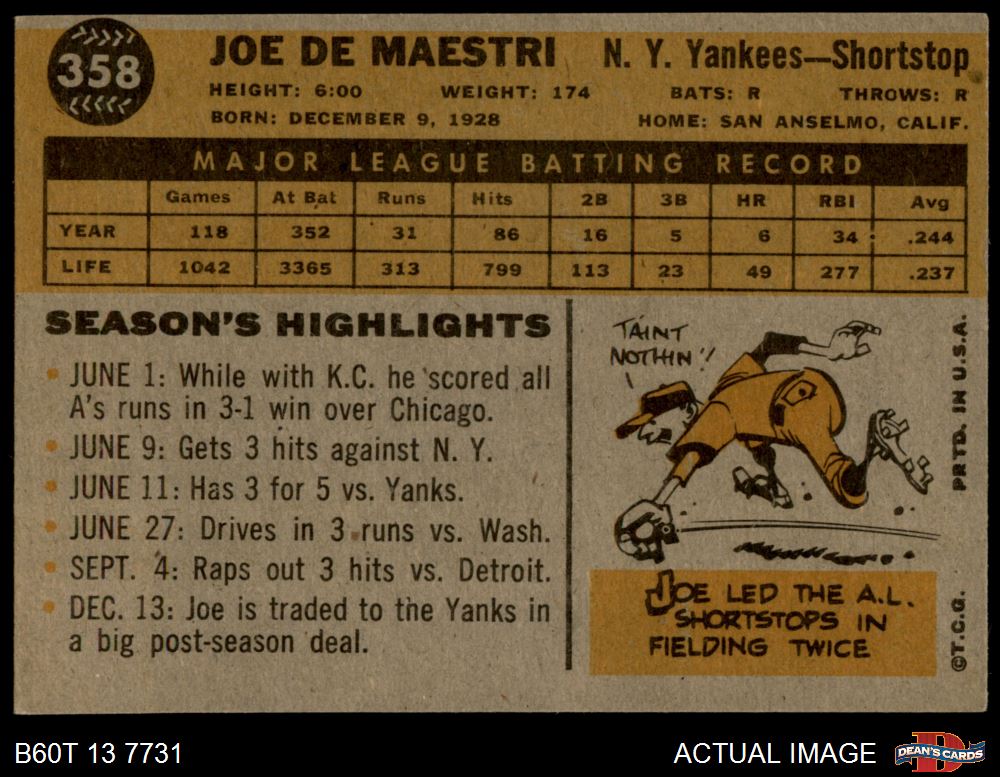 358
JOE DE MAESTRI N. Y. Yankees—Shortstop
HEIGHT: 6:00 WEIGHT: 174 BATS: R THROWS: R
BORN: DECEMBER 9, 1928 HOME: SAN ANSELMO, CALIF.
MAJOR LEAGUE BATTING RECORD
Games At Bat Runs Hits 2B 3B HR RBI Avg
YEAR 118 352 31 86 16 5 6 34 .244
LIFE 1042 3365 313 799 113 23 49 277 .237
SEASON'S HIGHLIGHTS
• JUNE 1: While with K.C. he scored all
A's runs in 3-1 win over Chicago.
• JUNE 9: Gets 3 hits against N. Y.
• JUNE 11: Has 3 for 5 vs. Yanks.
• JUNE 27: Drives in 3 runs vs. Wash.
• SEPT. 4: Raps out 3 hits vs. Detroit.
• DEC. 13: Joe is traded to the Yanks in
a big post-season deal.
TAINT
NOTHIN'!
JOE LED THE A.L.
SHORTSTOPS IN
FIELDING TWICE
©T.C.G. PRTD. IN U.S.A.
B60T 13 7731 ACTUAL IMAGE
D
DEAN'S CARDS